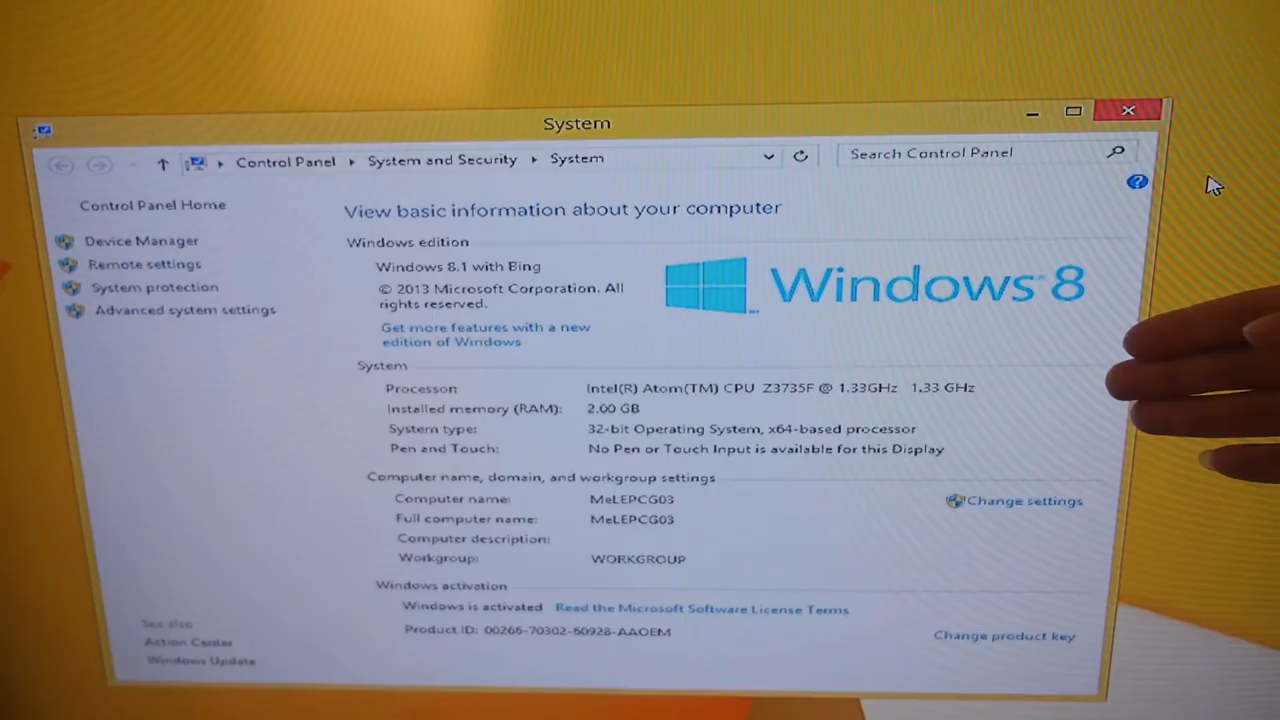 System
Control Panel ▸ System and Security ▸ System
Search Control Panel
Control Panel Home
Device Manager
Remote settings
System protection
Advanced system settings
See also
Action Center
Windows Update
View basic information about your computer
Windows edition
Windows 8.1 with Bing
© 2013 Microsoft Corporation. All
rights reserved.
Get more features with a new
edition of Windows
Windows 8
System
Processor: Intel(R) Atom(TM) CPU Z3735F @ 1.33GHz 1.33 GHz
Installed memory (RAM): 2.00 GB
System type: 32-bit Operating System, x64-based processor
Pen and Touch: No Pen or Touch Input is available for this Display
Computer name, domain, and workgroup settings
Computer name: MeLEPCG03
Change settings
Full computer name: MeLEPCG03
Computer description:
Workgroup: WORKGROUP
Windows activation
Windows is activated Read the Microsoft Software License Terms
Product ID: 00265-70302-60928-AAOEM
Change product key